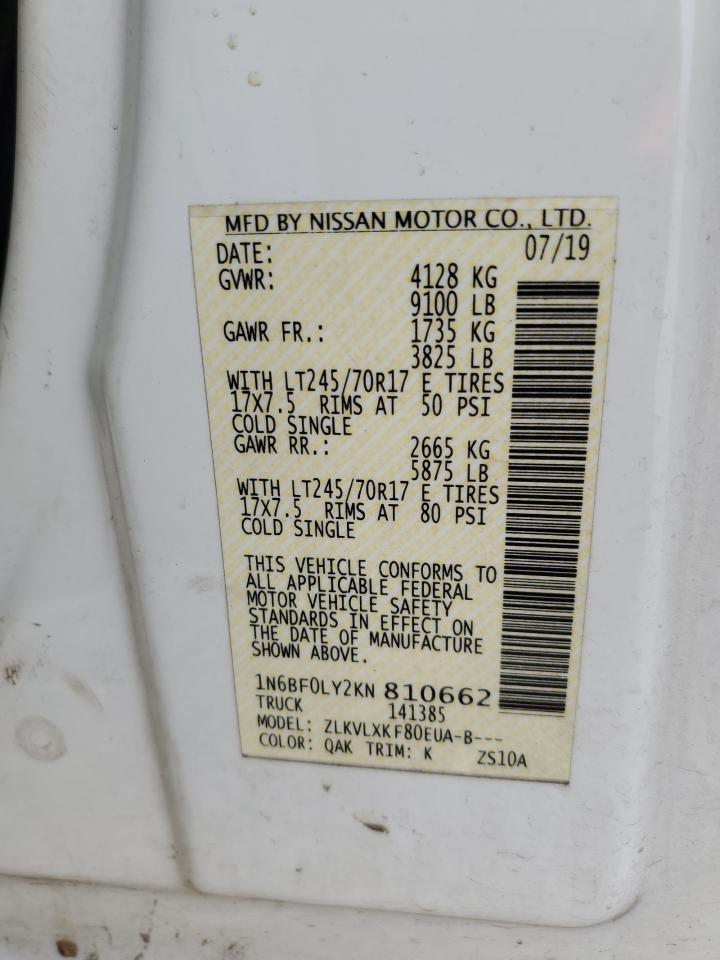 MFD BY NISSAN MOTOR CO., LTD.
DATE: 07/19
GVWR: 4128 KG
9100 LB
GAWR FR.: 1735 KG
3825 LB
WITH LT245/70R17 E TIRES
17X7.5 RIMS AT 50 PSI
COLD SINGLE
GAWR RR.: 2665 KG
5875 LB
WITH LT245/70R17 E TIRES
17X7.5 RIMS AT 80 PSI
COLD SINGLE
THIS VEHICLE CONFORMS TO
ALL APPLICABLE FEDERAL
MOTOR VEHICLE SAFETY
STANDARDS IN EFFECT ON
THE DATE OF MANUFACTURE
SHOWN ABOVE.
1N6BF0LY2KN 810662
TRUCK 141385
MODEL: ZLKVLXKF80EUA-B---
COLOR: QAK TRIM: K ZS10A